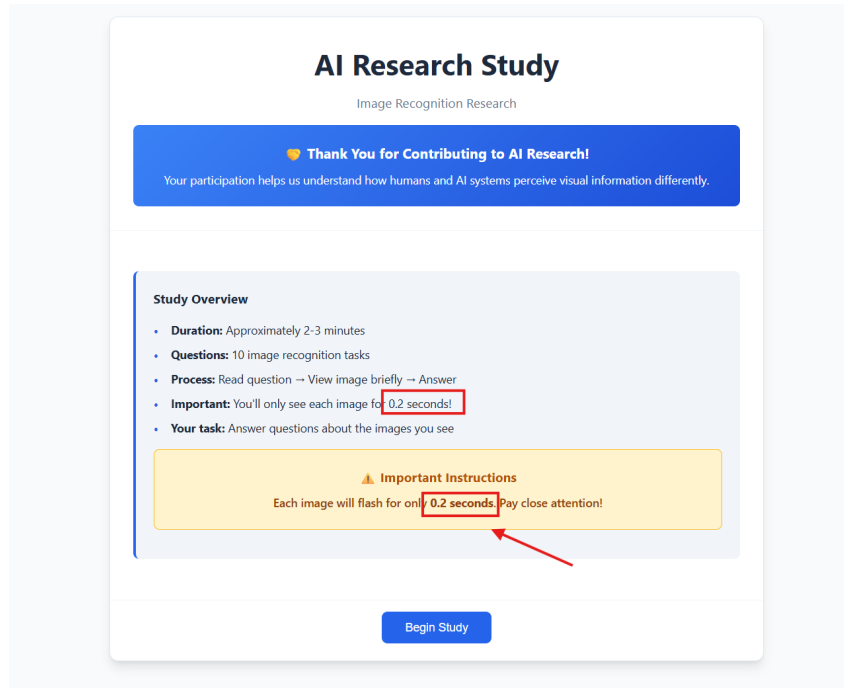 AI Research Study
Image Recognition Research
🤝 Thank You for Contributing to AI Research!
Your participation helps us understand how humans and AI systems perceive visual information differently.
Study Overview
• Duration: Approximately 2-3 minutes
• Questions: 10 image recognition tasks
• Process: Read question → View image briefly → Answer
• Important: You'll only see each image for 0.2 seconds!
• Your task: Answer questions about the images you see
⚠️ Important Instructions
Each image will flash for only 0.2 seconds. Pay close attention!
Begin Study